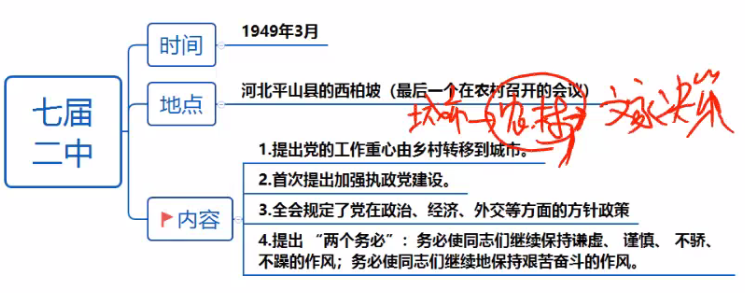 七届
二中
时间
1949年3月
地点
河北平山县的西柏坡（最后一个在农村召开的会议）
城市→农村→文家决策
内容
1.提出党的工作重心由乡村转移到城市。
2.首次提出加强执政党建设。
3.全会规定了党在政治、经济、外交等方面的方针政策
4.提出 “两个务必”：务必使同志们继续保持谦虚、 谨慎、 不骄、
不躁的作风；务必使同志们继续地保持艰苦奋斗的作风。